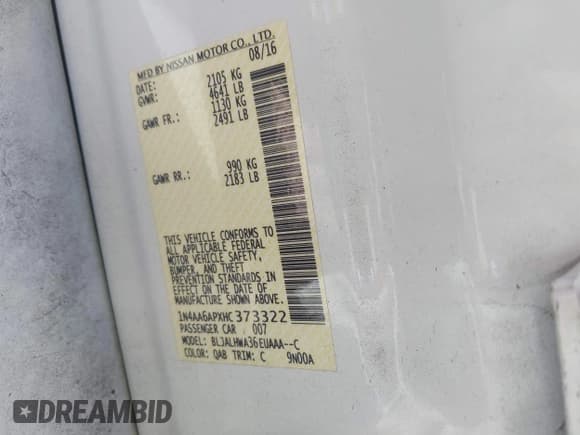 MFD BY NISSAN MOTOR CO., LTD.
DATE: 08/16
GVWR: 2105 KG
4641 LB
GAWR FR.: 1130 KG
2491 LB
GAWR RR.: 990 KG
2183 LB
THIS VEHICLE CONFORMS TO
ALL APPLICABLE FEDERAL
MOTOR VEHICLE SAFETY,
BUMPER, AND THEFT
PREVENTION STANDARDS IN
EFFECT ON THE DATE OF
MANUFACTURE SHOWN ABOVE.
1N4AA6APXHC373322
PASSENGER CAR 007
MODEL: BLJALHWA36EUAAA--C
COLOR: QAB TRIM: C 9N00A
DREAMBID